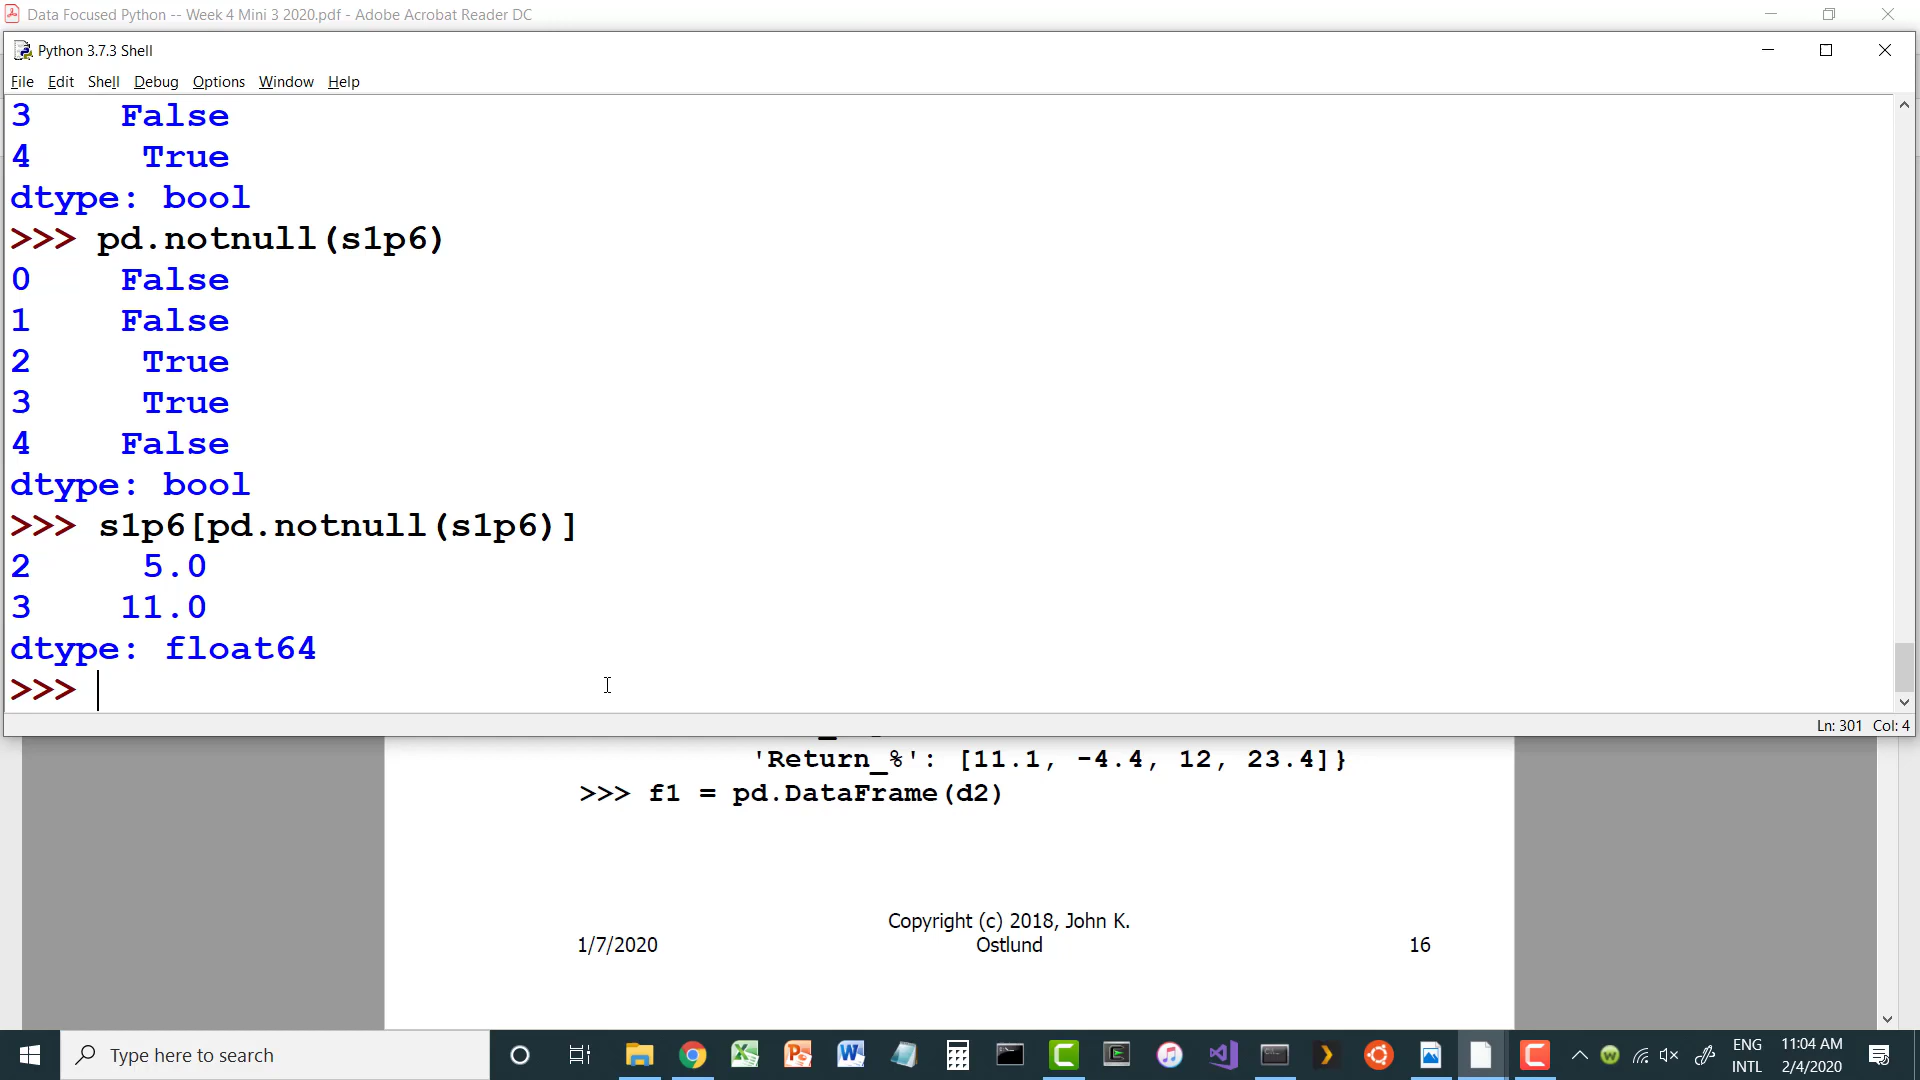 Data Focused Python -- Week 4 Mini 3 2020.pdf - Adobe Acrobat Reader DC
Python 3.7.3 Shell
File Edit Shell Debug Options Window Help
3 False
4 True
dtype: bool
>>> pd.notnull(s1p6)
0 False
1 False
2 True
3 True
4 False
dtype: bool
>>> s1p6[pd.notnull(s1p6)]
2 5.0
3 11.0
dtype: float64
>>>
Ln: 301 Col: 4
'Return_%': [11.1, -4.4, 12, 23.4]}
>>> f1 = pd.DataFrame(d2)
Copyright (c) 2018, John K.
1/7/2020 Ostlund 16
Type here to search
ENG 11:04 AM
INTL 2/4/2020